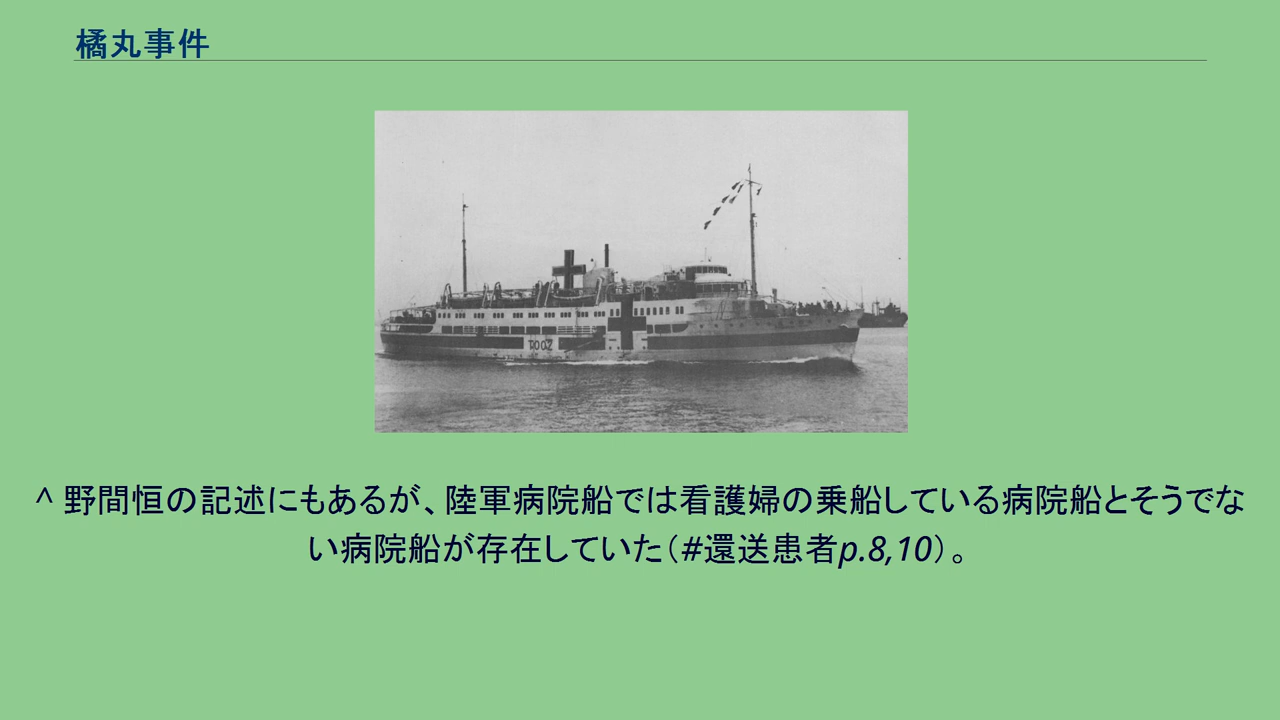 橘丸事件
TOOZ
^ 野間恒の記述にもあるが、陸軍病院船では看護婦の乗船している病院船とそうでな
い病院船が存在していた（#還送患者p.8,10）。